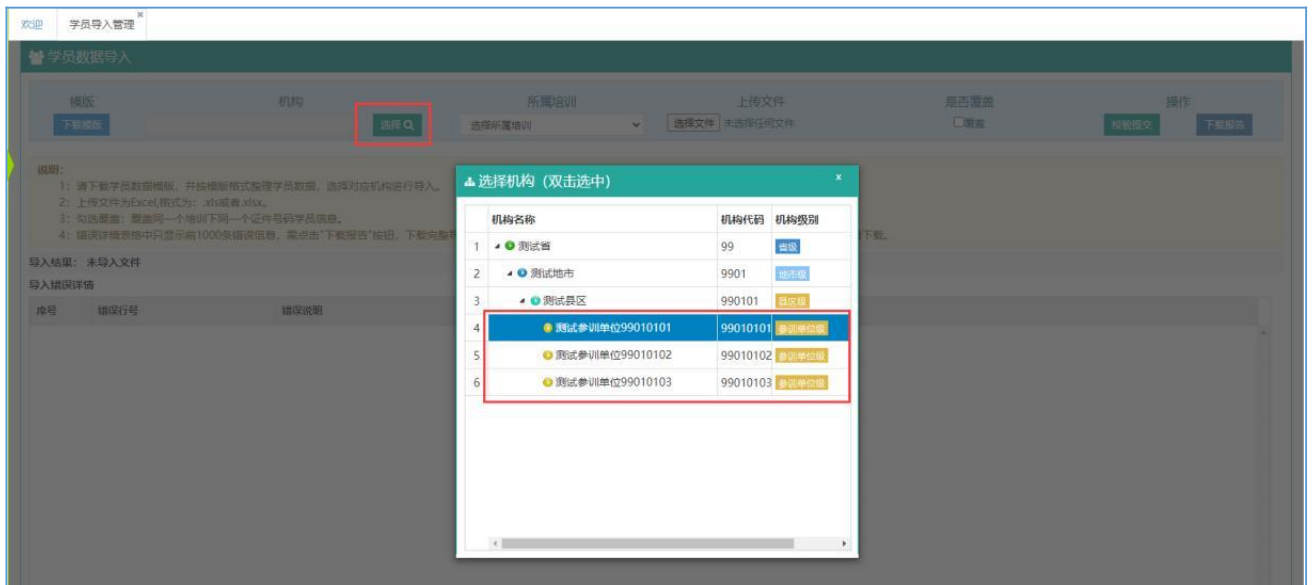 欢迎 学员导入管理
学员数据导入
模版 机构 所属培训 上传文件 是否覆盖 操作
下载模版 选择 选择所属培训 选择文件 未选择任何文件 覆盖 校验提交 下载报告
说明：
1：请下载学员数据模版，并按模版格式整理学员数据，选择对应机构进行导入。
2：上传文件为Excel,格式为：.xls或者.xlsx。
3：勾选覆盖：覆盖同一个培训下同一个证件号码学员信息。
4：错误详情表格中只显示前1000条错误信息，需点击"下载报告"按钮，下载完整 下载。
导入结果： 未导入文件
导入错误详情
序号 错误行号 错误说明
选择机构（双击选中） x
机构名称 机构代码 机构级别
1 测试省 99 省级
2 测试地市 9901 地市级
3 测试县区 990101 县区级
4 测试参训单位99010101 99010101 参训单位级
5 测试参训单位99010102 99010102 参训单位级
6 测试参训单位99010103 99010103 参训单位级